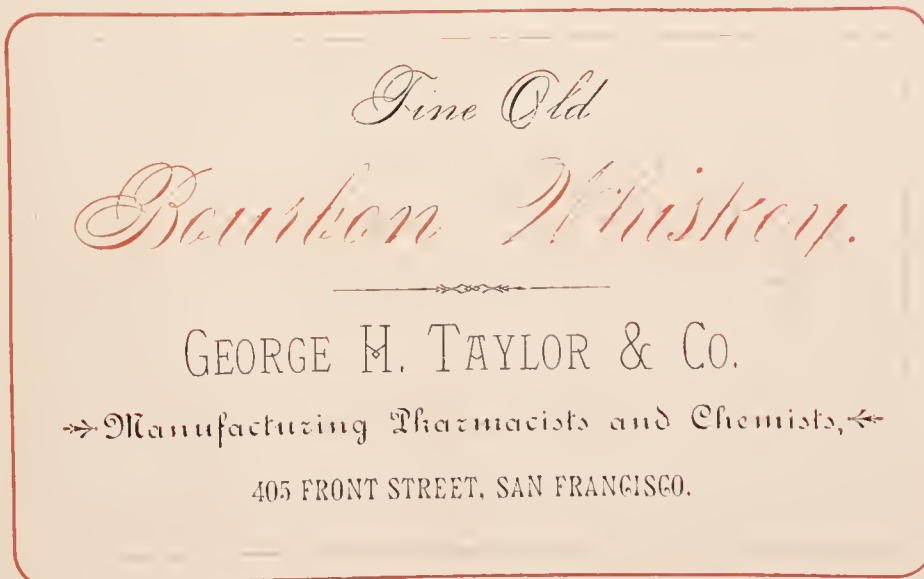 Fine Old
Bourbon Whiskey.
GEORGE H. TAYLOR & CO.
Manufacturing Pharmacists and Chemists,
405 FRONT STREET, SAN FRANCISCO.